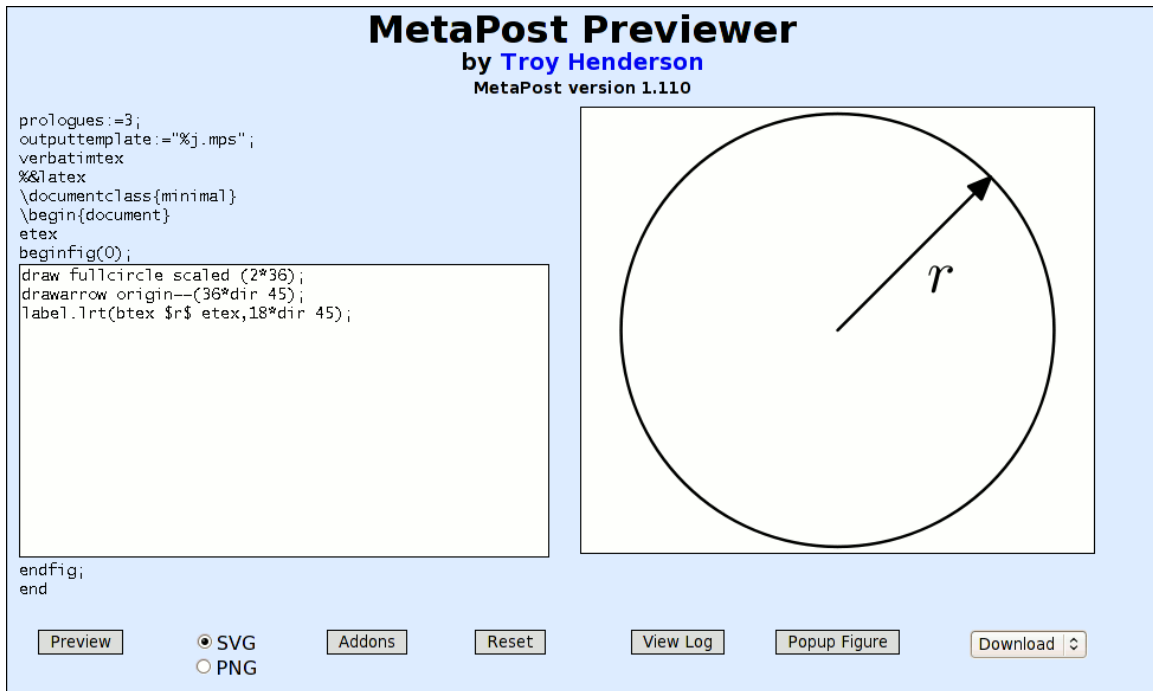 MetaPost Previewer
by Troy Henderson
MetaPost version 1.110
prologues:=3;
outputtemplate:="%j.mps";
verbatimtex
%&latex
\documentclass{minimal}
\begin{document}
etex
beginfig(0);
draw fullcircle scaled (2*36);
drawarrow origin--(36*dir 45);
label.lrt(btex $r$ etex,18*dir 45);
endfig;
end
r
Preview
SVG
PNG
Addons
Reset
View Log
Popup Figure
Download